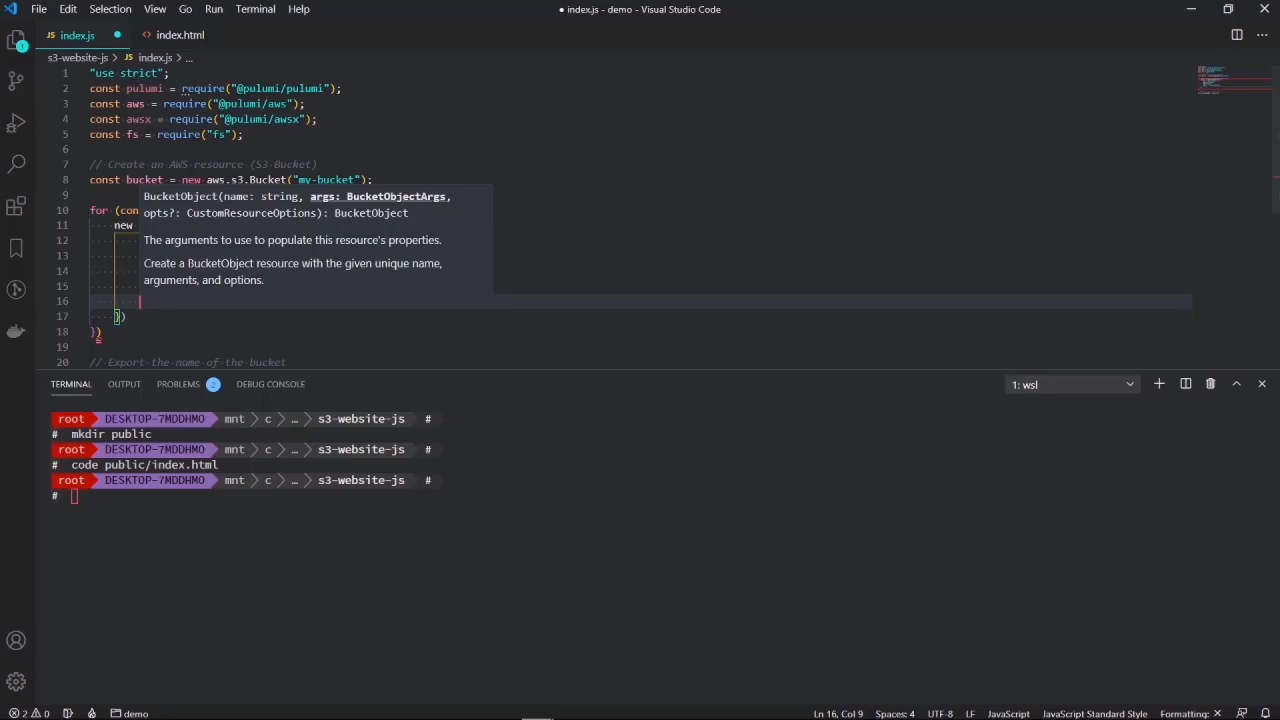 File Edit Selection View Go Run Terminal Help
● index.js - demo - Visual Studio Code
JS index.js ●
<> index.html
s3-website-js > JS index.js > ...
1 "use strict";
2 const pulumi = require("@pulumi/pulumi");
3 const aws = require("@pulumi/aws");
4 const awsx = require("@pulumi/awsx");
5 const fs = require("fs");
6
7 // Create an AWS resource (S3 Bucket)
8 const bucket = new aws.s3.Bucket("my-bucket");
9
BucketObject(name: string, args: BucketObjectArgs,
10 for (con
opts?: CustomResourceOptions): BucketObject
11 new
12
The arguments to use to populate this resource's properties.
13
Create a BucketObject resource with the given unique name,
14
arguments, and options.
15
16
17 })
18 })
19
20 // Export the name of the bucket
TERMINAL OUTPUT PROBLEMS 2 DEBUG CONSOLE
1: wsl
root DESKTOP-7MDDHMO mnt > c > … > s3-website-js #
# mkdir public
root DESKTOP-7MDDHMO mnt > c > … > s3-website-js #
# code public/index.html
root DESKTOP-7MDDHMO mnt > c > … > s3-website-js #
#
2 0 demo
Ln 16, Col 9 Spaces: 4 UTF-8 LF JavaScript JavaScript Standard Style Formatting: ×